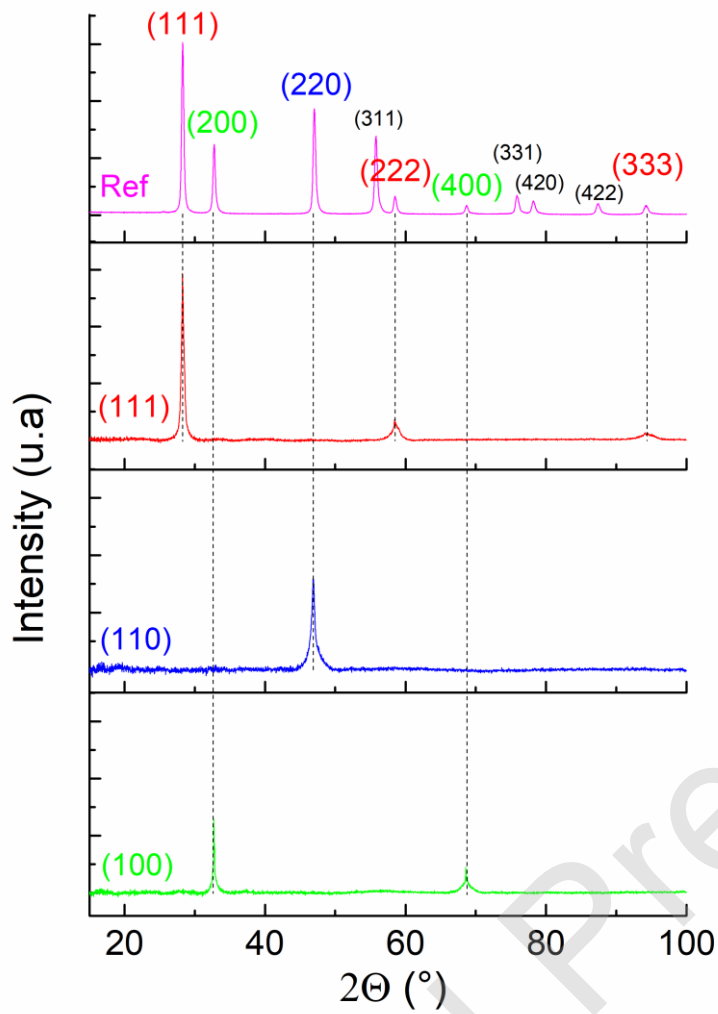 (111)
(220)
(200)
(311)
(331)
(333)
(222)
(400)
(420)
(422)
Ref
(111)
(110)
(100)
Intensity (u.a)
20 40 60 80 100
2Θ (°)
Pre